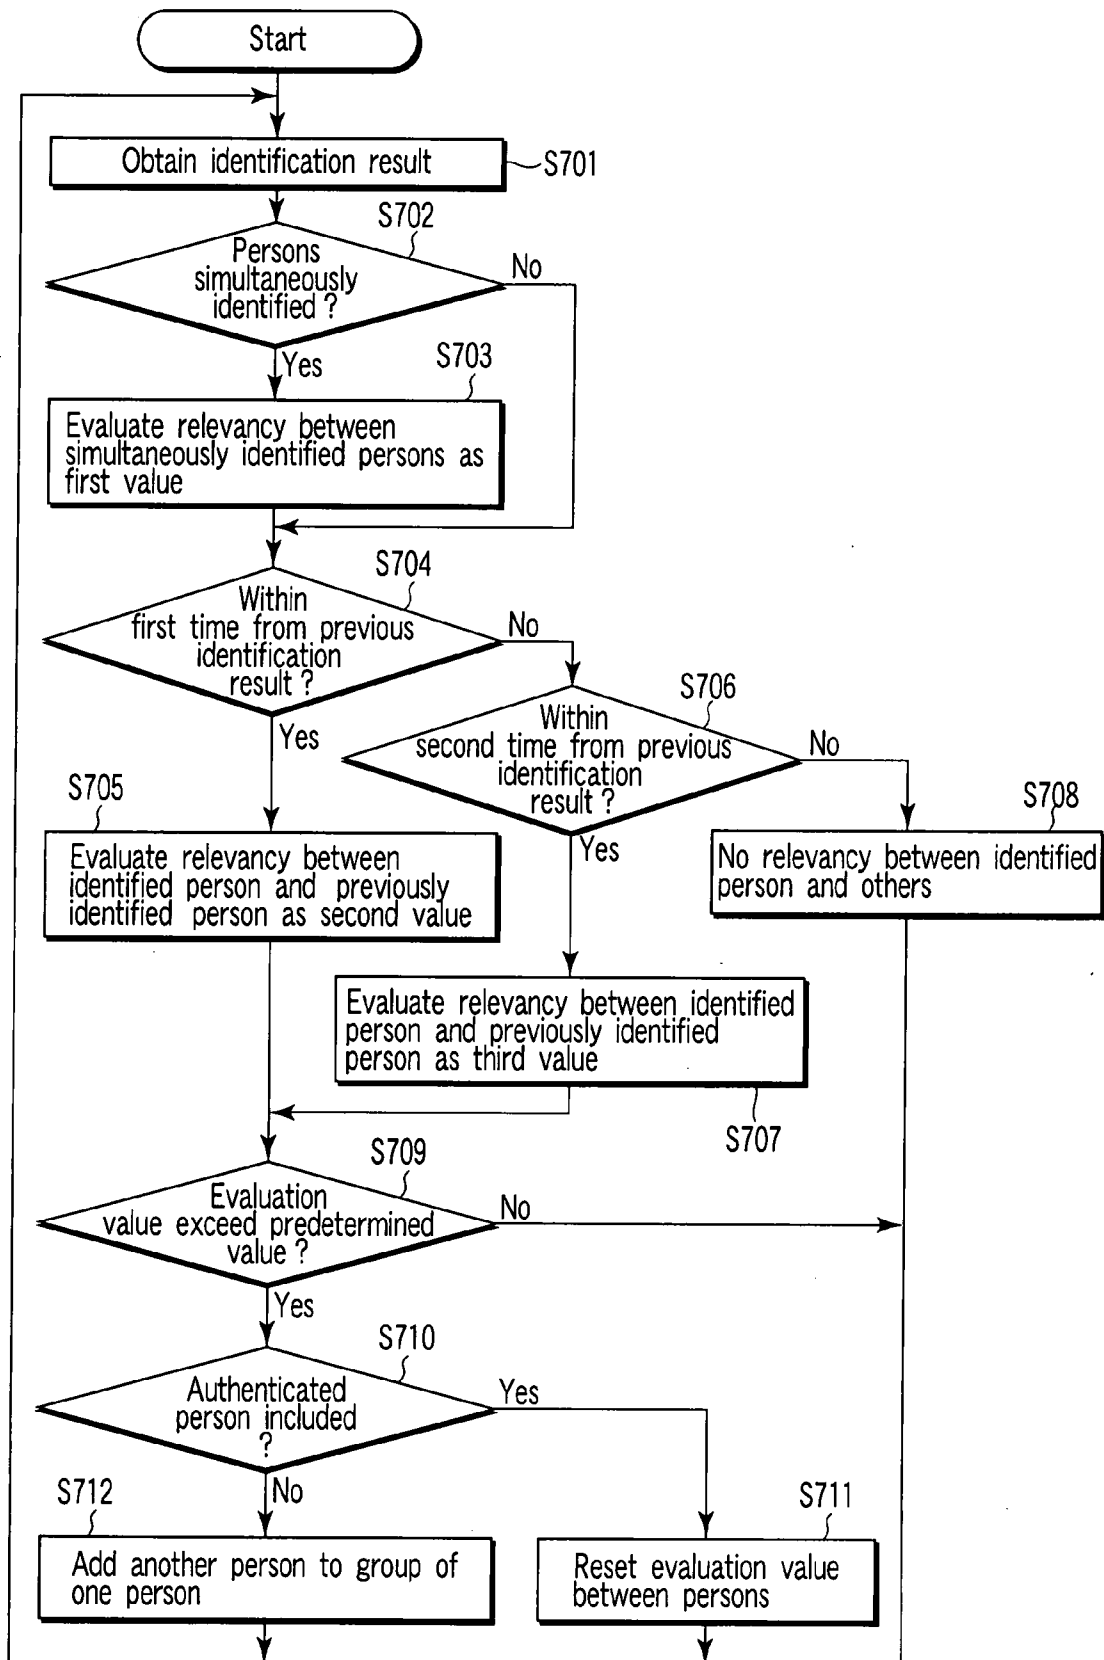 Start
Obtain identification result
S701
S702
Persons
simultaneously
identified ?
No
Yes
S703
Evaluate relevancy between
simultaneously identified persons as
first value
S704
Within
first time from previous
identification
result ?
No
Yes
S706
Within
second time from previous
identification
result ?
No
Yes
S705
Evaluate relevancy between
identified person and previously
identified person as second value
S708
No relevancy between identified
person and others
Evaluate relevancy between identified
person and previously identified
person as third value
S707
S709
Evaluation
value exceed predetermined
value ?
No
Yes
S710
Authenticated
person included
?
Yes
No
S712
Add another person to group of
one person
S711
Reset evaluation value
between persons